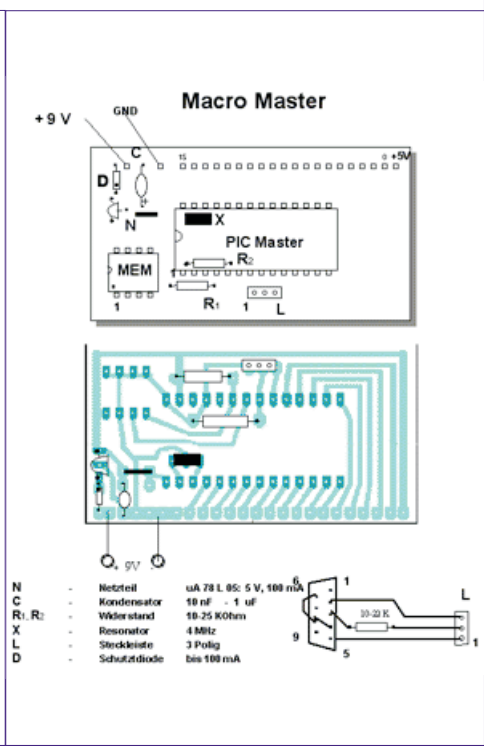 Macro Master
+ 9 V
GND
C
15
0 +5V
D
N
X
PIC Master
R2
MEM
1
R1
1
L
1
+ 9V -
N - Netzteil uA 78 L 05: 5 V, 100 mA
C - Kondensator 10 nF - 1 uF
R1, R2 - Widerstand 10-25 KOhm
X - Resonator 4 MHz
L - Steckleiste 3 Polig
D - Schutzdiode bis 100 mA
6
1
L
10-22 K
9
5
1